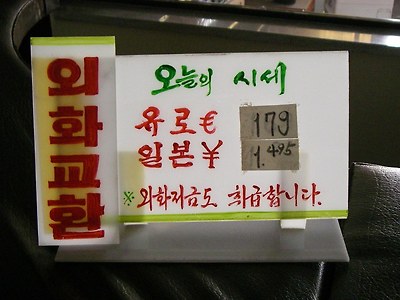 외화교환
오늘의 시세
유로€ 179
일본¥ 1.495
※ 외화지금도 취급합니다.